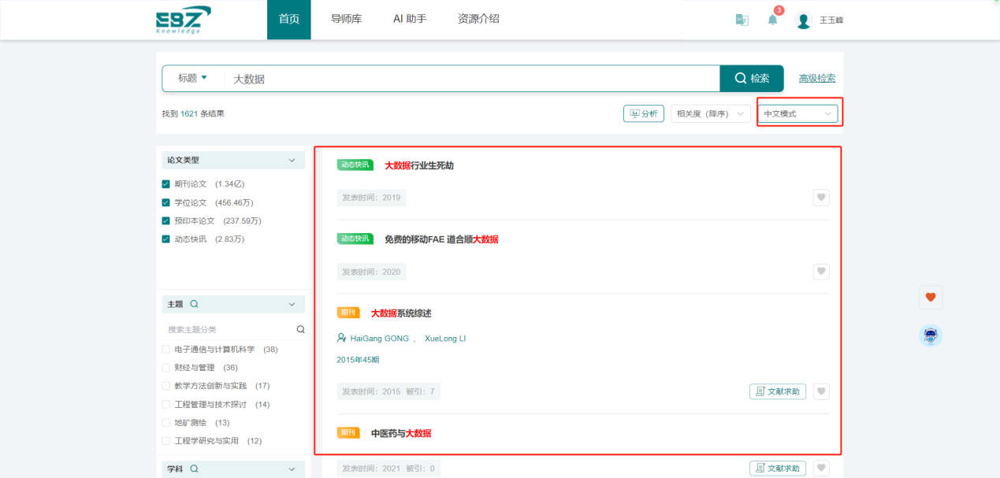 EBZ
Knowledge
首页 导师库 AI 助手 资源介绍 3 王玉峰
标题 大数据 检索 高级检索
找到 1621 条结果 分析 相关度（降序） 中文模式
论文类型
期刊论文 (1.34亿)
学位论文 (456.46万)
预印本论文 (237.59万)
动态快讯 (2.83万)
主题
搜索主题分类
电子通信与计算机科学 (38)
财经与管理 (36)
教学方法创新与实践 (17)
工程管理与技术探讨 (14)
地矿测绘 (13)
工程学研究与实用 (12)
学科
动态快讯 大数据行业生死劫
发表时间：2019
动态快讯 免费的移动FAE 道合顺大数据
发表时间：2020
期刊 大数据系统综述
HaiGang GONG ， XueLong LI
2015年45期
发表时间：2015 被引：7 文献求助
期刊 中医药与大数据
发表时间：2021 被引：0 文献求助